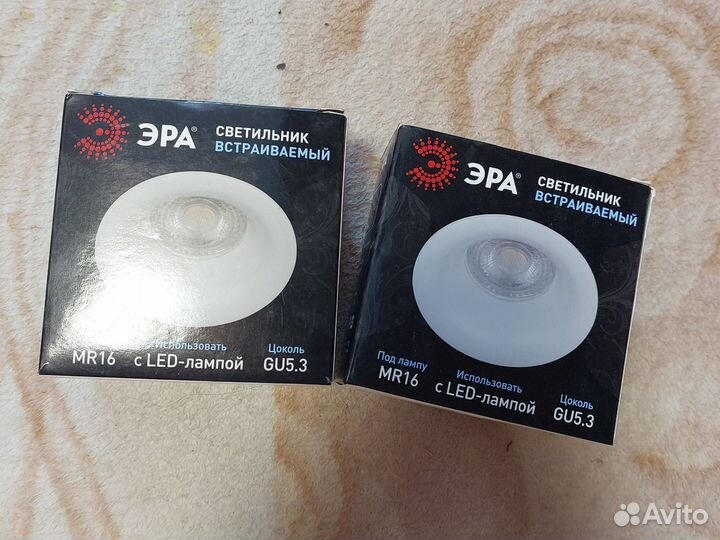 ЭРА®
СВЕТИЛЬНИК
ВСТРАИВАЕМЫЙ
Использовать
Цоколь
MR16
с LED-лампой
GU5.3
ЭРА®
СВЕТИЛЬНИК
ВСТРАИВАЕМЫЙ
Под лампу
Использовать
Цоколь
MR16
с LED-лампой
GU5.3
Avito